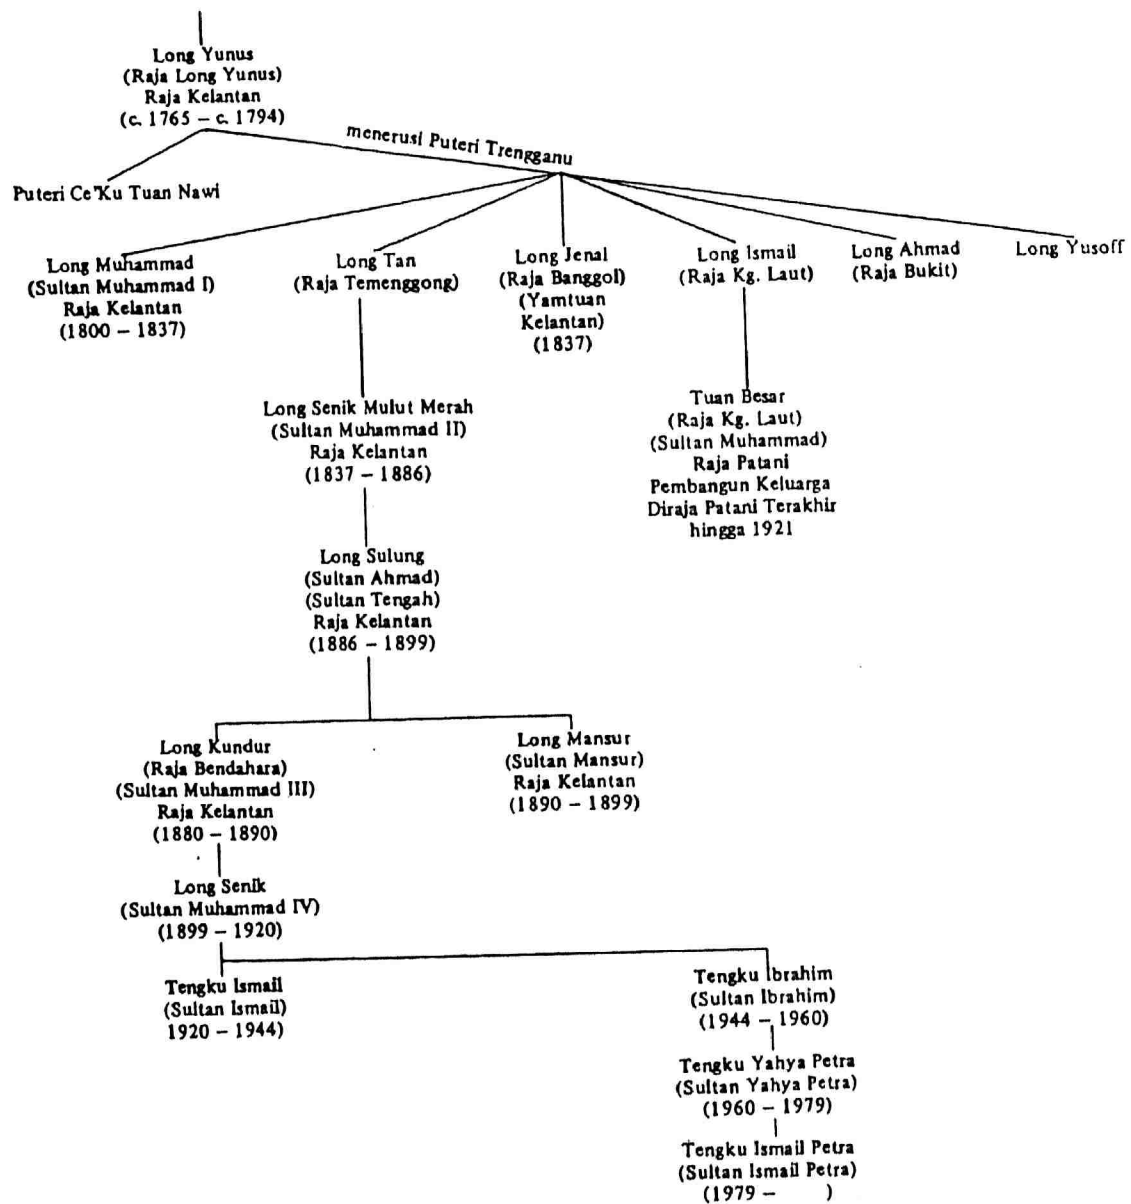 Long Yunus
(Raja Long Yunus)
Raja Kelantan
(c. 1765 – c. 1794)
menerusi Puteri Trengganu
Puteri Ce'Ku Tuan Nawi
Long Muhammad
(Sultan Muhammad I)
Raja Kelantan
(1800 – 1837)
Long Tan
(Raja Temenggong)
Long Jenal
(Raja Banggol)
(Yamtuan
Kelantan)
(1837)
Long Ismail
(Raja Kg. Laut)
Long Ahmad
(Raja Bukit)
Long Yusoff
Long Senik Mulut Merah
(Sultan Muhammad II)
Raja Kelantan
(1837 – 1886)
Tuan Besar
(Raja Kg. Laut)
(Sultan Muhammad)
Raja Patani
Pembangun Keluarga
Diraja Patani Terakhir
hingga 1921
Long Sulung
(Sultan Ahmad)
(Sultan Tengah)
Raja Kelantan
(1886 – 1899)
Long Kundur
(Raja Bendahara)
(Sultan Muhammad III)
Raja Kelantan
(1880 – 1890)
Long Mansur
(Sultan Mansur)
Raja Kelantan
(1890 – 1899)
Long Senik
(Sultan Muhammad IV)
(1899 – 1920)
Tengku Ismail
(Sultan Ismail)
1920 – 1944)
Tengku Ibrahim
(Sultan Ibrahim)
(1944 – 1960)
Tengku Yahya Petra
(Sultan Yahya Petra)
(1960 – 1979)
Tengku Ismail Petra
(Sultan Ismail Petra)
(1979 – )